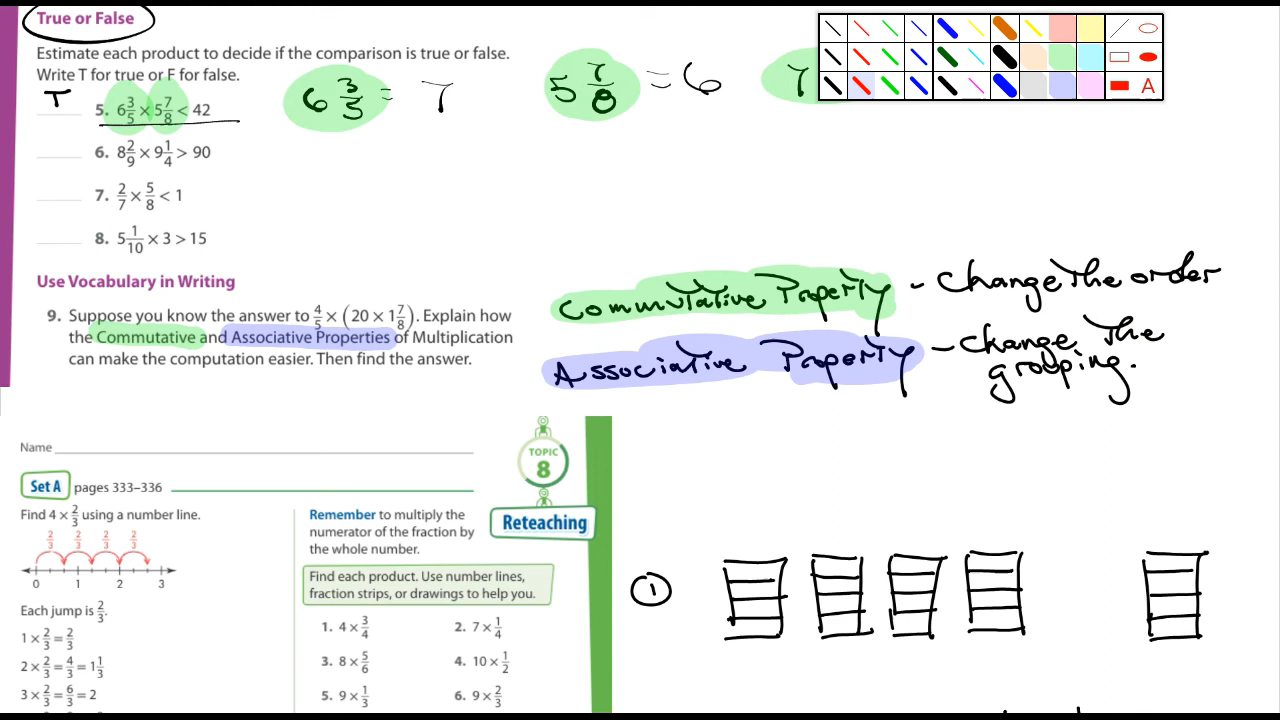 True or False
Estimate each product to decide if the comparison is true or false.
Write T for true or F for false.
T
5. 6 3/5 × 5 7/8 < 42
6 3/5 = 7
5 7/8 = 6
7
6. 8 2/9 × 9 1/4 > 90
7. 2/7 × 5/8 < 1
8. 5 1/10 × 3 > 15
Use Vocabulary in Writing
9. Suppose you know the answer to 4/5 × (20 × 1 7/8). Explain how
the Commutative and Associative Properties of Multiplication
can make the computation easier. Then find the answer.
Commutative Property - change the order
Associative Property - change the
grouping.
A
Name
TOPIC
8
Set A pages 333–336
Reteaching
Find 4 × 2/3 using a number line.
2/3 2/3 2/3 2/3
0 1 2 3
Each jump is 2/3.
1 × 2/3 = 2/3
2 × 2/3 = 4/3 = 1 1/3
3 × 2/3 = 6/3 = 2
Remember to multiply the
numerator of the fraction by
the whole number.
Find each product. Use number lines,
fraction strips, or drawings to help you.
1. 4 × 3/4
2. 7 × 1/4
3. 8 × 5/6
4. 10 × 1/2
5. 9 × 1/3
6. 9 × 2/3
1